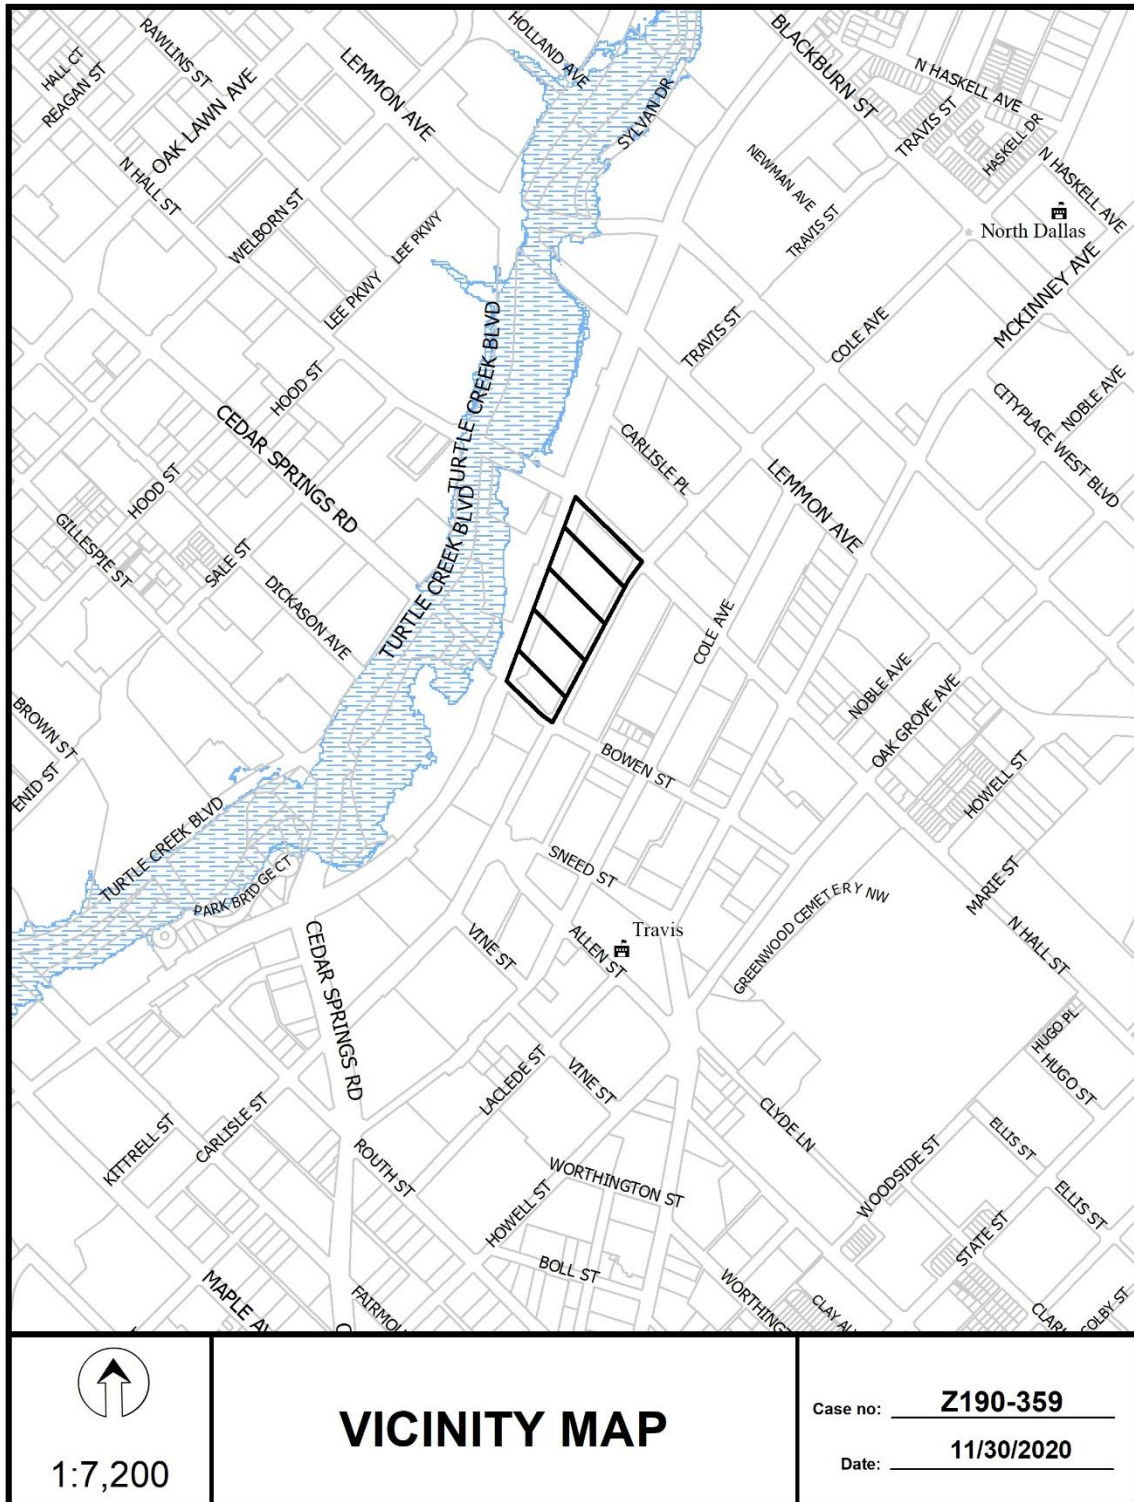 HOLLAND AVE
RAWLINS ST
HALL CT
REAGAN ST
OAK LAWN AVE
LEMMON AVE
BLACKBURN ST
N HASKELL AVE
SYLVAN DR
TRAVIS ST
HASKELL DR
N HASKELL AVE
NEWMAN AVE
N HALL ST
WELBORN ST
LEE PKWY
TRAVIS ST
North Dallas
LEE PKWY
MCKINNEY AVE
TURTLE CREEK BLVD
TRAVIS ST
COLE AVE
HOOD ST
CEDAR SPRINGS RD
NOBLE AVE
CITYPLACE WEST BLVD
CARLISLE PL
LEMMON AVE
HOOD ST
GILLESPIE ST
SALE ST
TURTLE CREEK BLVD
DICKASON AVE
COLE AVE
NOBLE AVE
OAK GROVE AVE
BROWN ST
ENID ST
BOWEN ST
HOWELL ST
TURTLE CREEK BLVD
SNEED ST
PARK BRIDGE CT
GREENWOOD CEMETERY NW
MARIE ST
N HALL ST
CEDAR SPRINGS RD
VINE ST
ALLEN ST
Travis
HUGO PL
HUGO ST
LACLEDE ST
VINE ST
CLYDE LN
KITTRELL ST
CARLISLE ST
ROUTH ST
WORTHINGTON ST
HOWELL ST
WOODSIDE ST
ELLIS ST
ELLIS ST
STATE ST
BOLL ST
MAPLE AV
FAIRMOU
WORTHING
CLAY AV
CLAR
COLBY ST
1:7,200
VICINITY MAP
Case no: Z190-359
Date: 11/30/2020